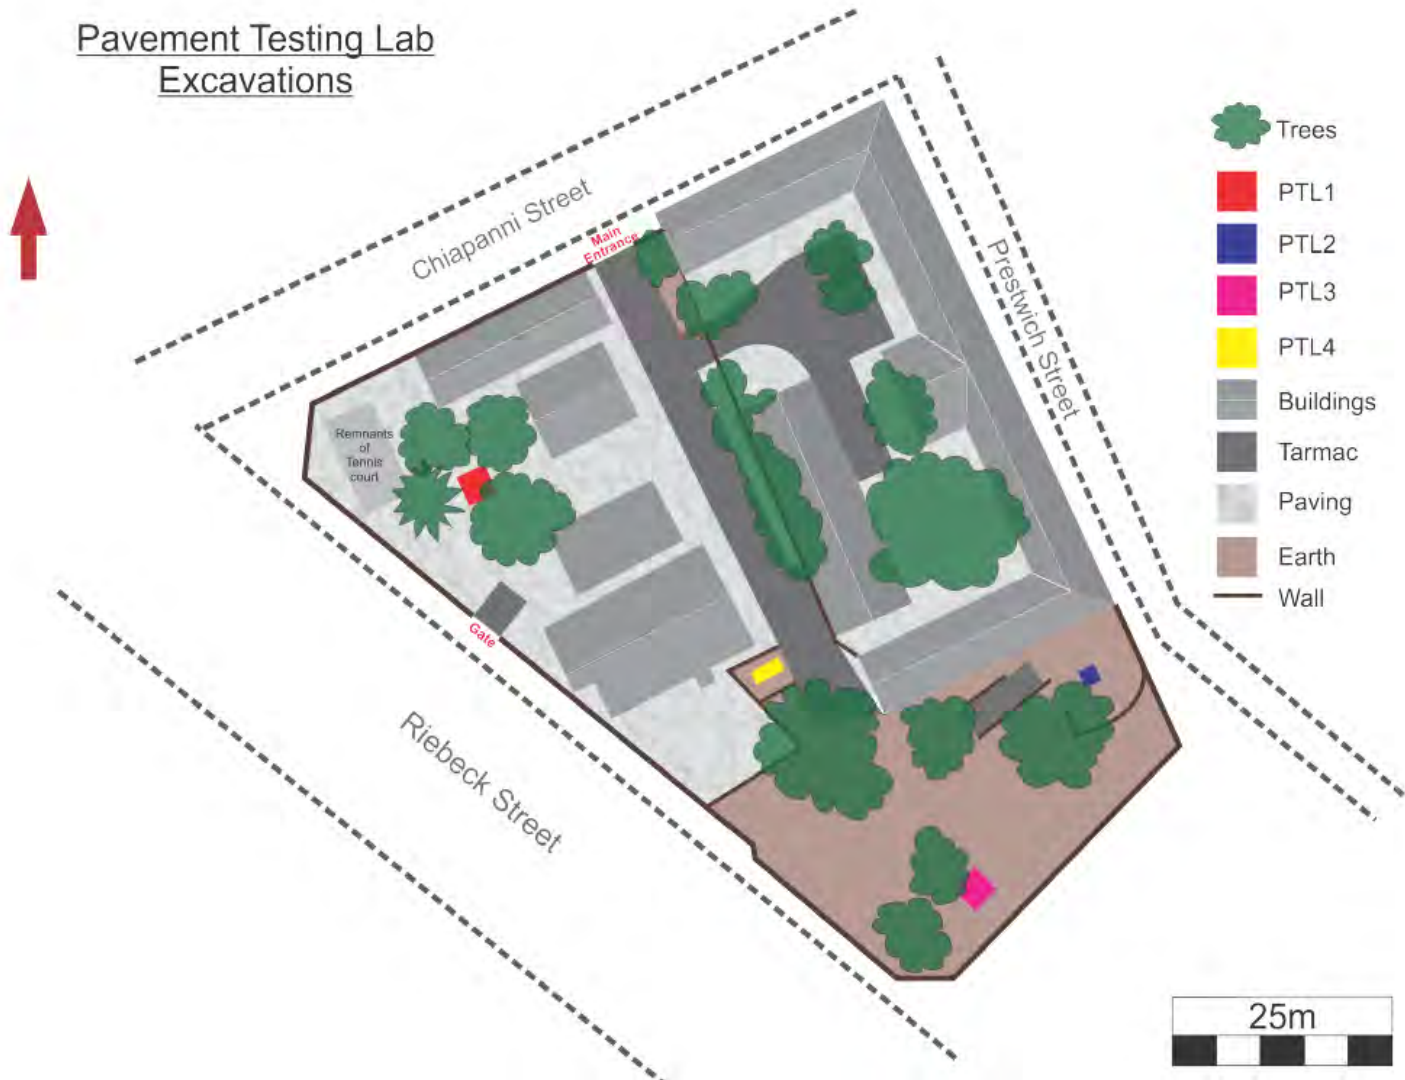 Pavement Testing Lab
Excavations
Chiapanni Street
Main
Entrance
Prestwich Street
Remnants
of
Tennis
court
Gate
Riebeck Street
Trees
PTL1
PTL2
PTL3
PTL4
Buildings
Tarmac
Paving
Earth
Wall
25m